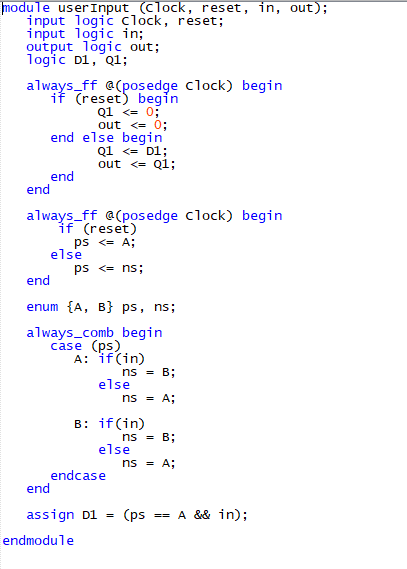 module userInput (Clock, reset, in, out);
input logic Clock, reset;
input logic in;
output logic out;
logic D1, Q1;
always_ff @(posedge Clock) begin
if (reset) begin
Q1 <= 0;
out <= 0;
end else begin
Q1 <= D1;
out <= Q1;
end
end
always_ff @(posedge Clock) begin
if (reset)
ps <= A;
else
ps <= ns;
end
enum {A, B} ps, ns;
always_comb begin
case (ps)
A: if(in)
ns = B;
else
ns = A;
B: if(in)
ns = B;
else
ns = A;
endcase
end
assign D1 = (ps == A && in);
endmodule